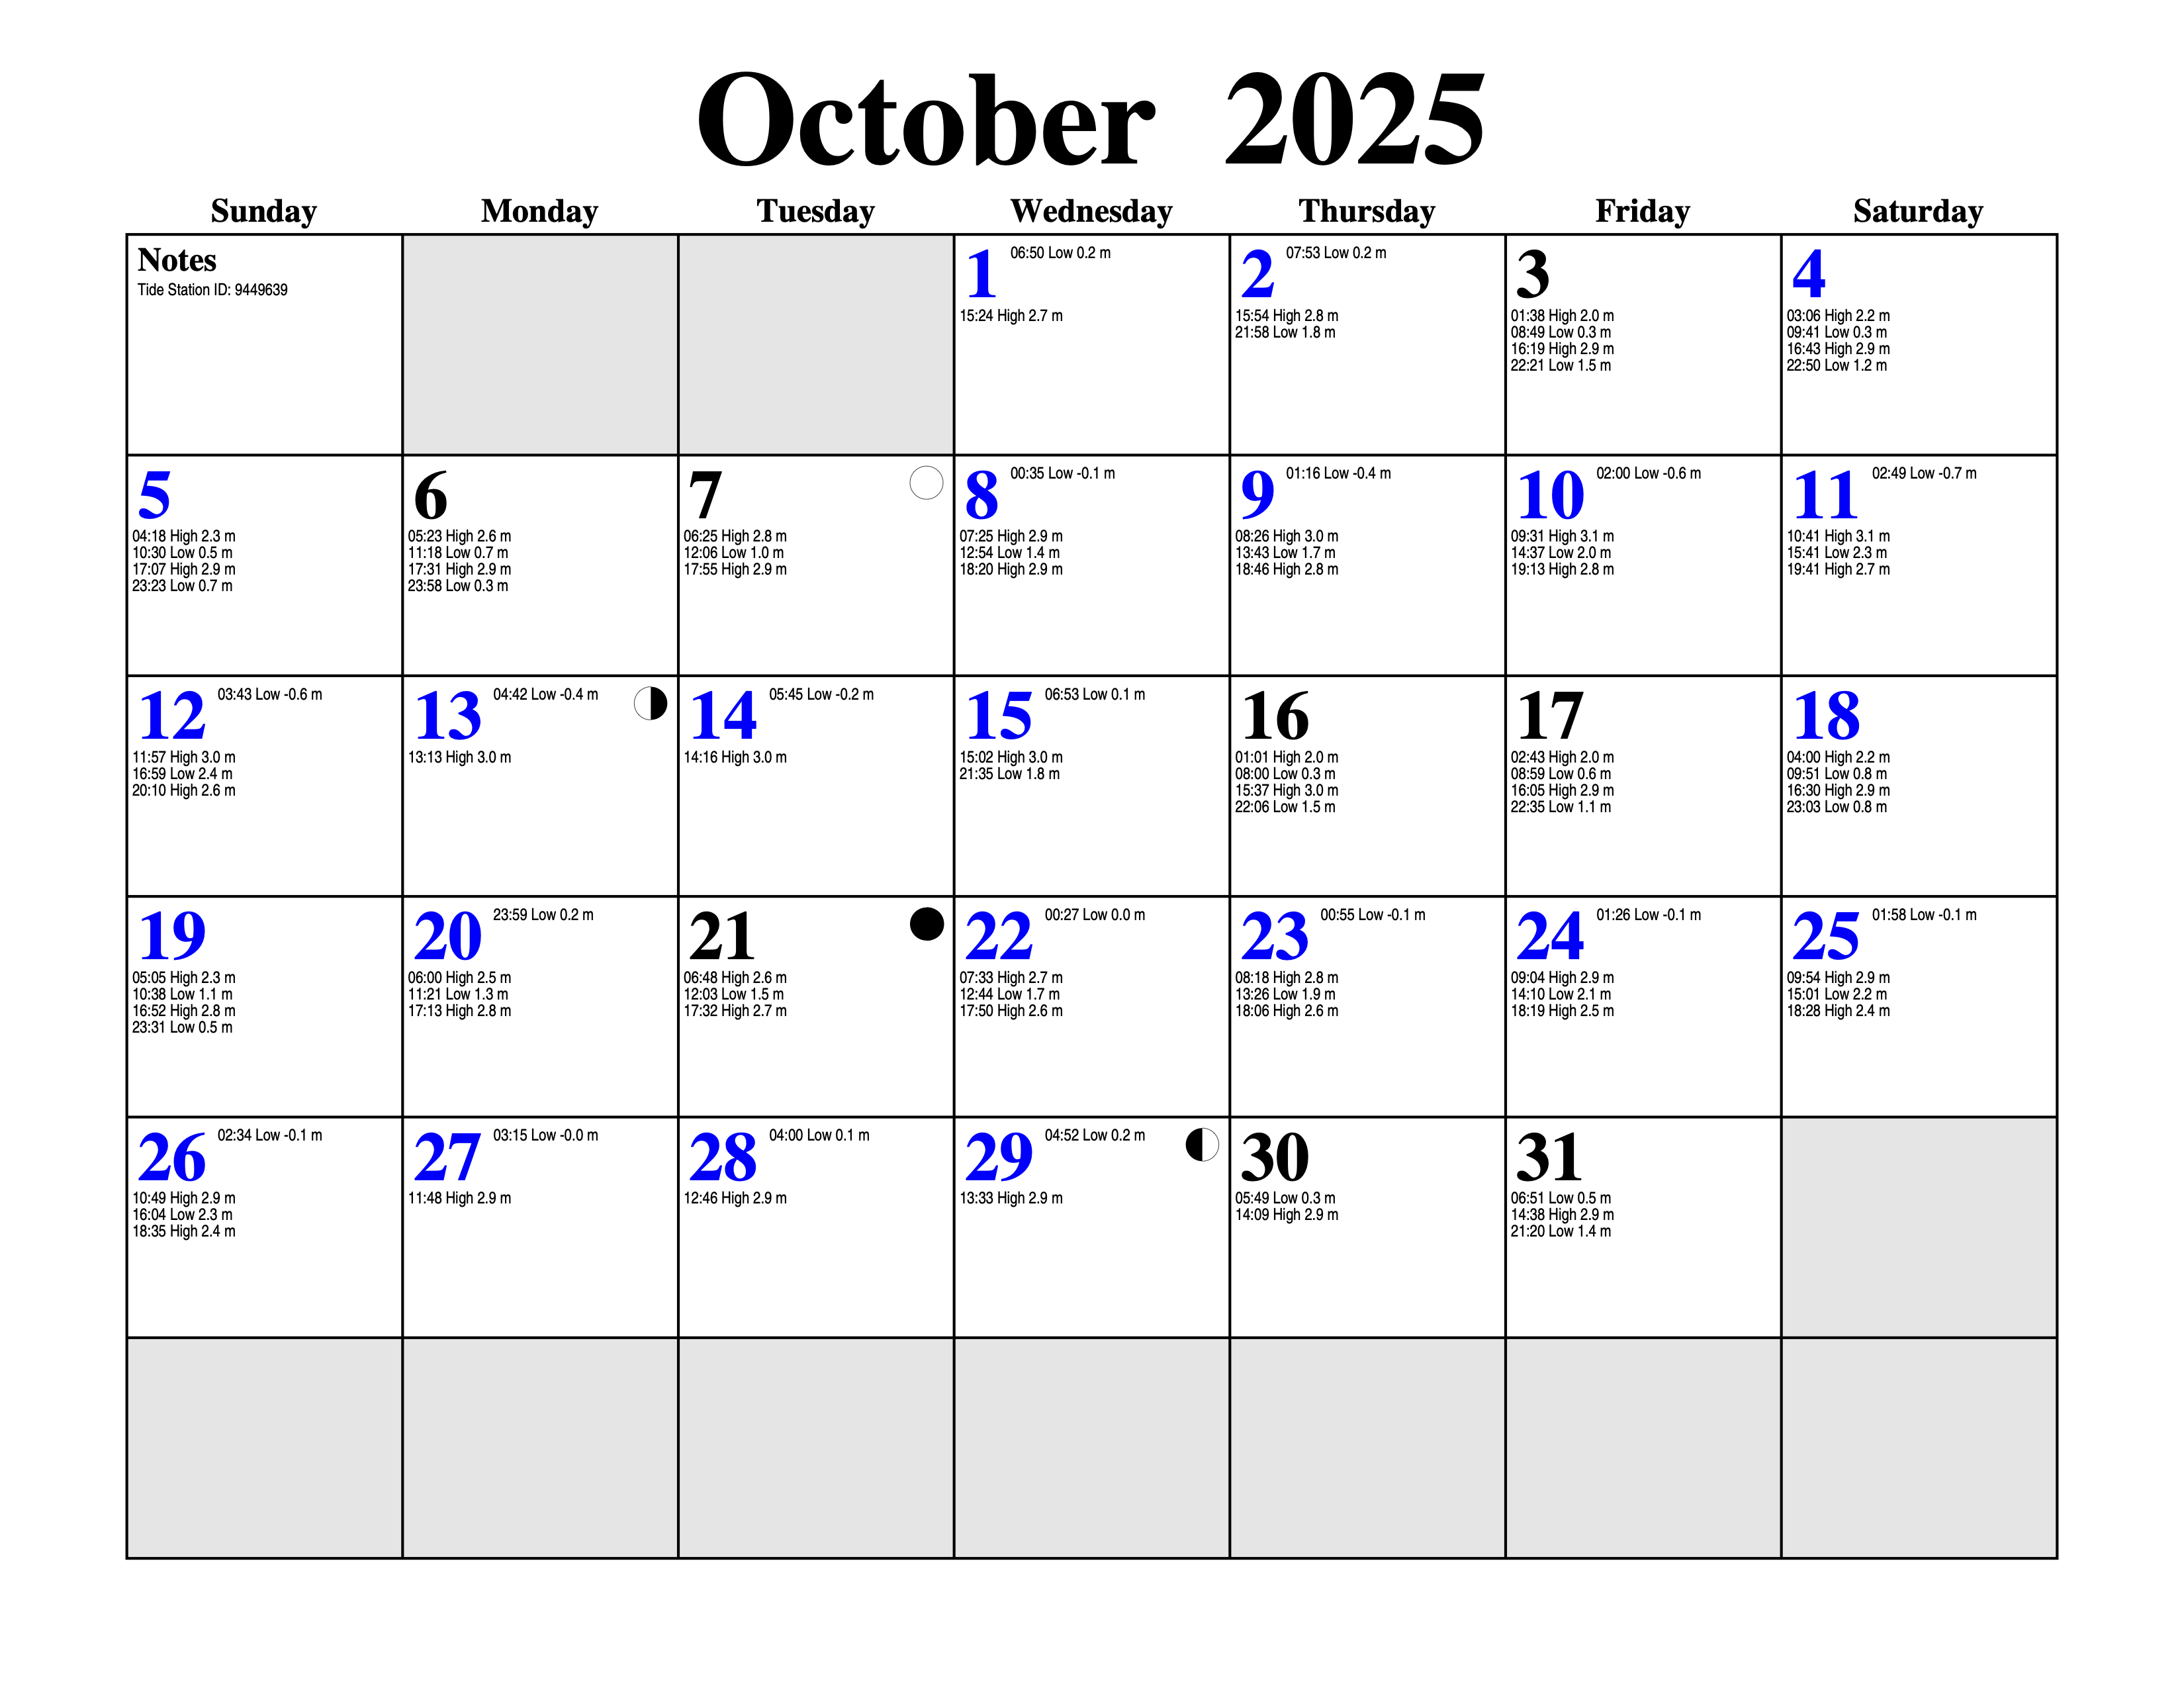 October 2025
Sunday Monday Tuesday Wednesday Thursday Friday Saturday
Notes
Tide Station ID: 9449639
1 06:50 Low 0.2 m
15:24 High 2.7 m
2 07:53 Low 0.2 m
15:54 High 2.8 m
21:58 Low 1.8 m
3
01:38 High 2.0 m
08:49 Low 0.3 m
16:19 High 2.9 m
22:21 Low 1.5 m
4
03:06 High 2.2 m
09:41 Low 0.3 m
16:43 High 2.9 m
22:50 Low 1.2 m
5
04:18 High 2.3 m
10:30 Low 0.5 m
17:07 High 2.9 m
23:23 Low 0.7 m
6
05:23 High 2.6 m
11:18 Low 0.7 m
17:31 High 2.9 m
23:58 Low 0.3 m
7
06:25 High 2.8 m
12:06 Low 1.0 m
17:55 High 2.9 m
8 00:35 Low -0.1 m
07:25 High 2.9 m
12:54 Low 1.4 m
18:20 High 2.9 m
9 01:16 Low -0.4 m
08:26 High 3.0 m
13:43 Low 1.7 m
18:46 High 2.8 m
10 02:00 Low -0.6 m
09:31 High 3.1 m
14:37 Low 2.0 m
19:13 High 2.8 m
11 02:49 Low -0.7 m
10:41 High 3.1 m
15:41 Low 2.3 m
19:41 High 2.7 m
12 03:43 Low -0.6 m
11:57 High 3.0 m
16:59 Low 2.4 m
20:10 High 2.6 m
13 04:42 Low -0.4 m
13:13 High 3.0 m
14 05:45 Low -0.2 m
14:16 High 3.0 m
15 06:53 Low 0.1 m
15:02 High 3.0 m
21:35 Low 1.8 m
16
01:01 High 2.0 m
08:00 Low 0.3 m
15:37 High 3.0 m
22:06 Low 1.5 m
17
02:43 High 2.0 m
08:59 Low 0.6 m
16:05 High 2.9 m
22:35 Low 1.1 m
18
04:00 High 2.2 m
09:51 Low 0.8 m
16:30 High 2.9 m
23:03 Low 0.8 m
19
05:05 High 2.3 m
10:38 Low 1.1 m
16:52 High 2.8 m
23:31 Low 0.5 m
20 23:59 Low 0.2 m
06:00 High 2.5 m
11:21 Low 1.3 m
17:13 High 2.8 m
21
06:48 High 2.6 m
12:03 Low 1.5 m
17:32 High 2.7 m
22 00:27 Low 0.0 m
07:33 High 2.7 m
12:44 Low 1.7 m
17:50 High 2.6 m
23 00:55 Low -0.1 m
08:18 High 2.8 m
13:26 Low 1.9 m
18:06 High 2.6 m
24 01:26 Low -0.1 m
09:04 High 2.9 m
14:10 Low 2.1 m
18:19 High 2.5 m
25 01:58 Low -0.1 m
09:54 High 2.9 m
15:01 Low 2.2 m
18:28 High 2.4 m
26 02:34 Low -0.1 m
10:49 High 2.9 m
16:04 Low 2.3 m
18:35 High 2.4 m
27 03:15 Low -0.0 m
11:48 High 2.9 m
28 04:00 Low 0.1 m
12:46 High 2.9 m
29 04:52 Low 0.2 m
13:33 High 2.9 m
30
05:49 Low 0.3 m
14:09 High 2.9 m
31
06:51 Low 0.5 m
14:38 High 2.9 m
21:20 Low 1.4 m